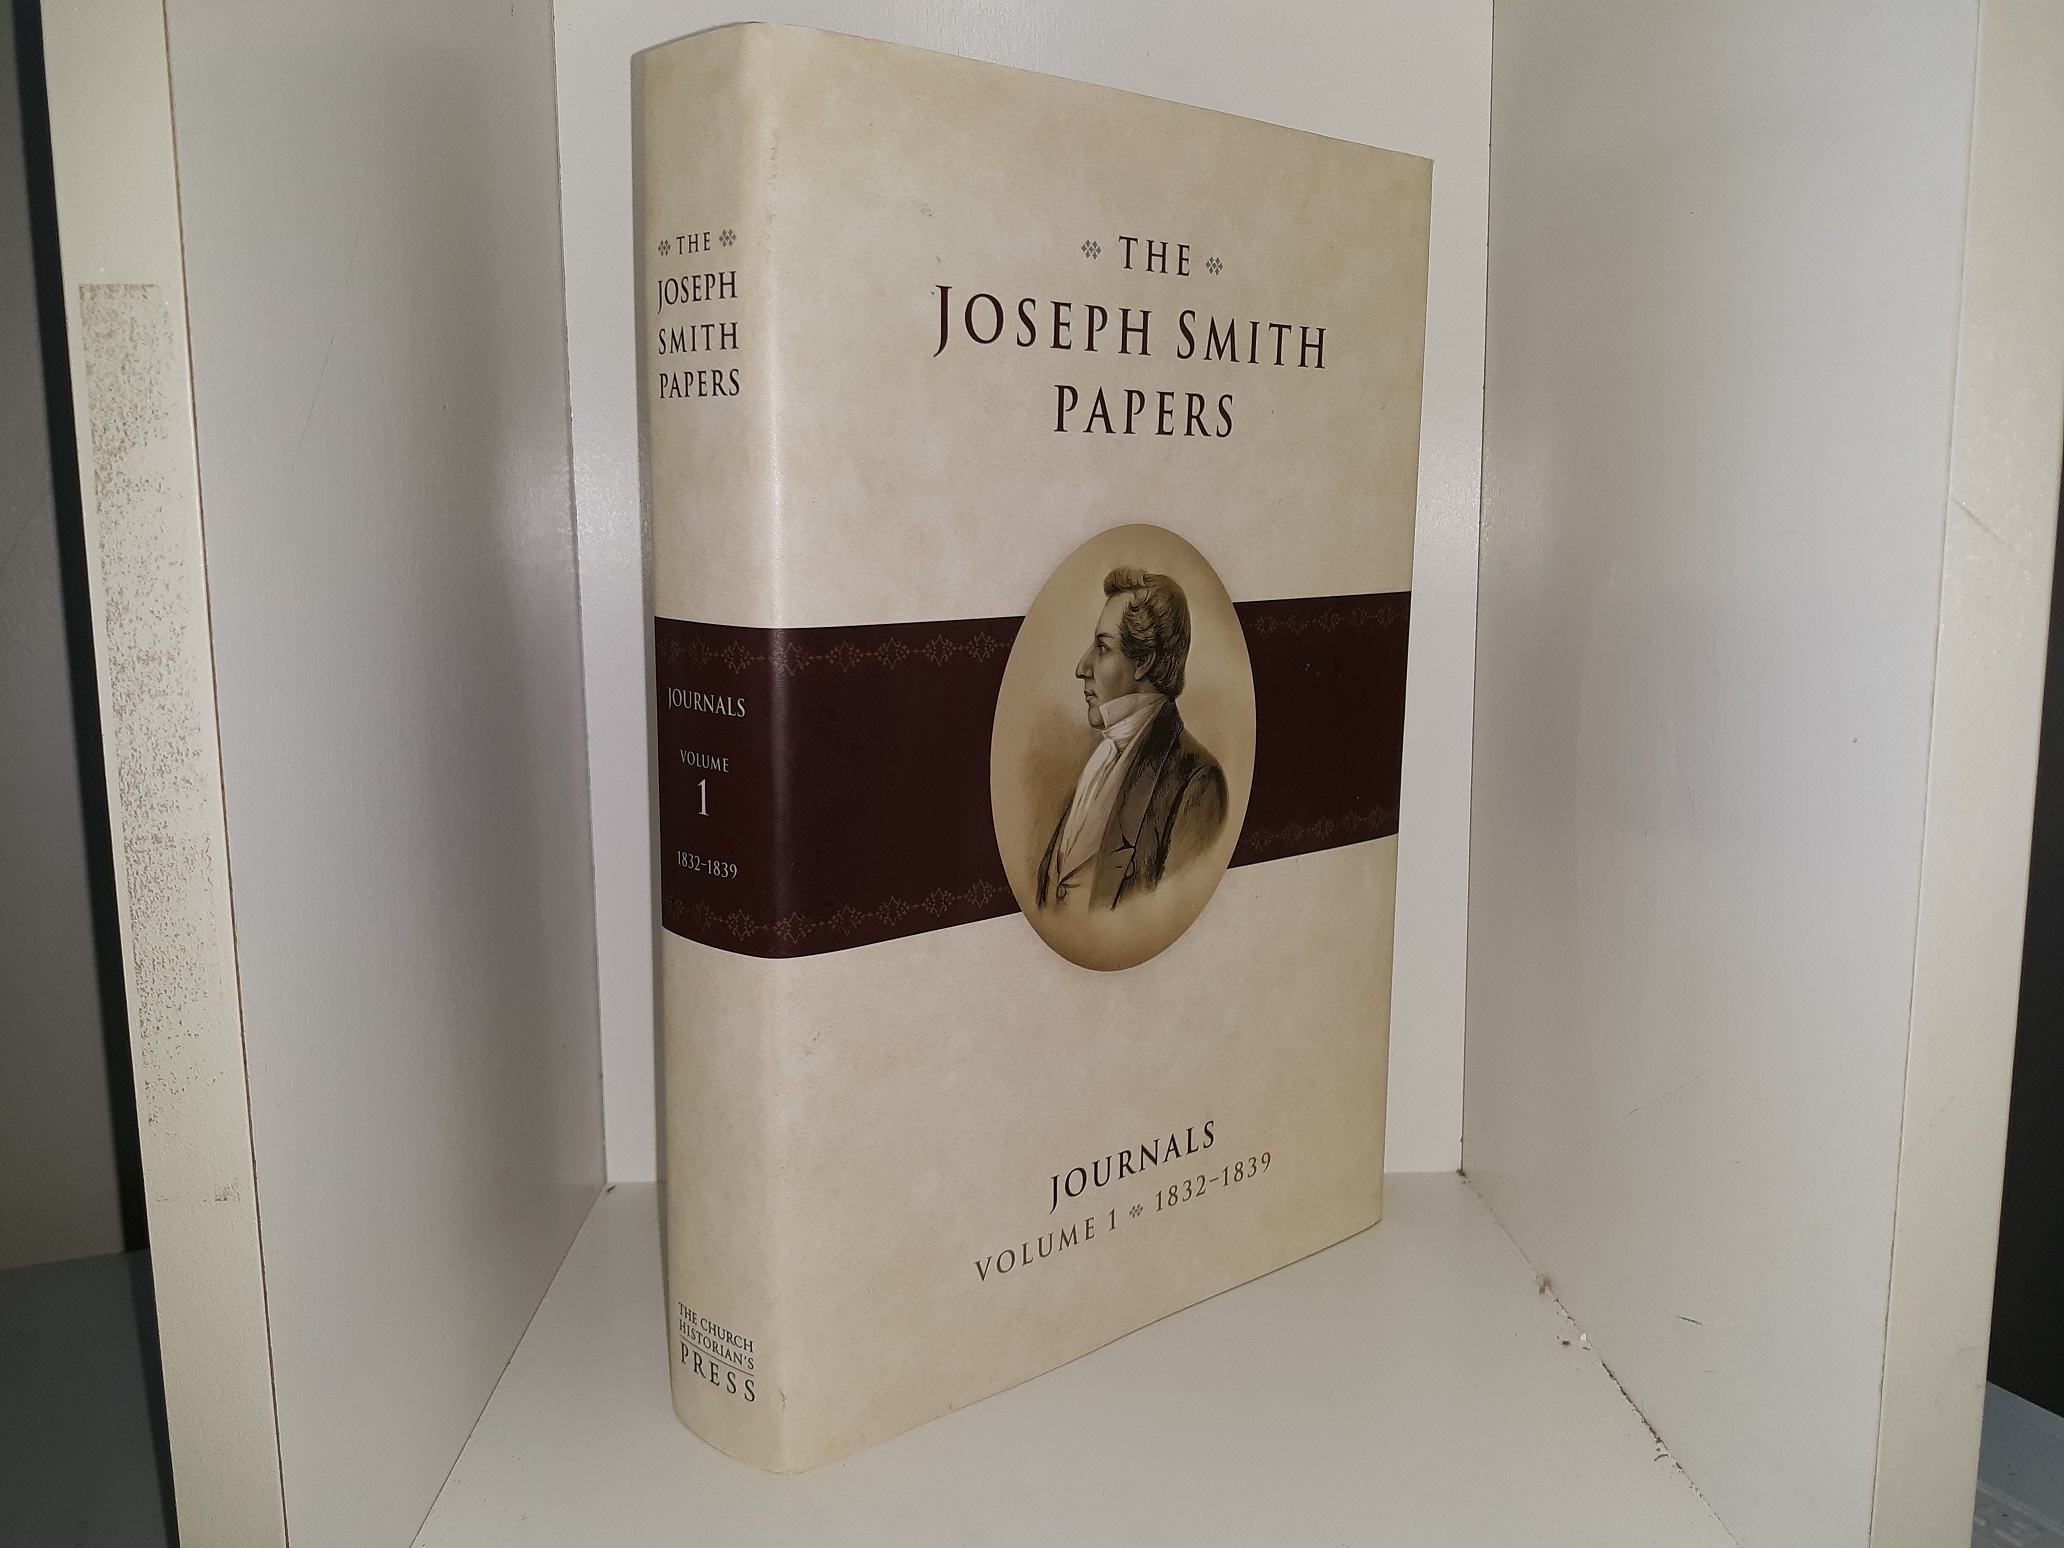 THE
JOSEPH
SMITH
PAPERS
JOURNALS
VOLUME
1
1832–1839
THE CHURCH
HISTORIAN'S
PRESS
THE
JOSEPH SMITH
PAPERS
JOURNALS
VOLUME 1 1832–1839